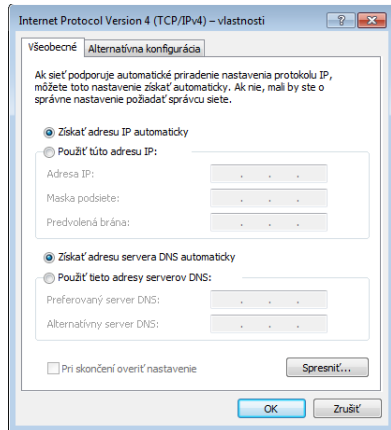 Internet Protocol Version 4 (TCP/IPv4) – vlastnosti
Všeobecné
Alternatívna konfigurácia
Ak sieť podporuje automatické priradenie nastavenia protokolu IP,
môžete toto nastavenie získať automaticky. Ak nie, mali by ste o
správne nastavenie požiadať správcu siete.
Získať adresu IP automaticky
Použiť túto adresu IP:
Adresa IP:
Maska podsiete:
Predvolená brána:
Získať adresu servera DNS automaticky
Použiť tieto adresy serverov DNS:
Preferovaný server DNS:
Alternatívny server DNS:
Pri skončení overiť nastavenie
Spresniť...
OK
Zrušiť